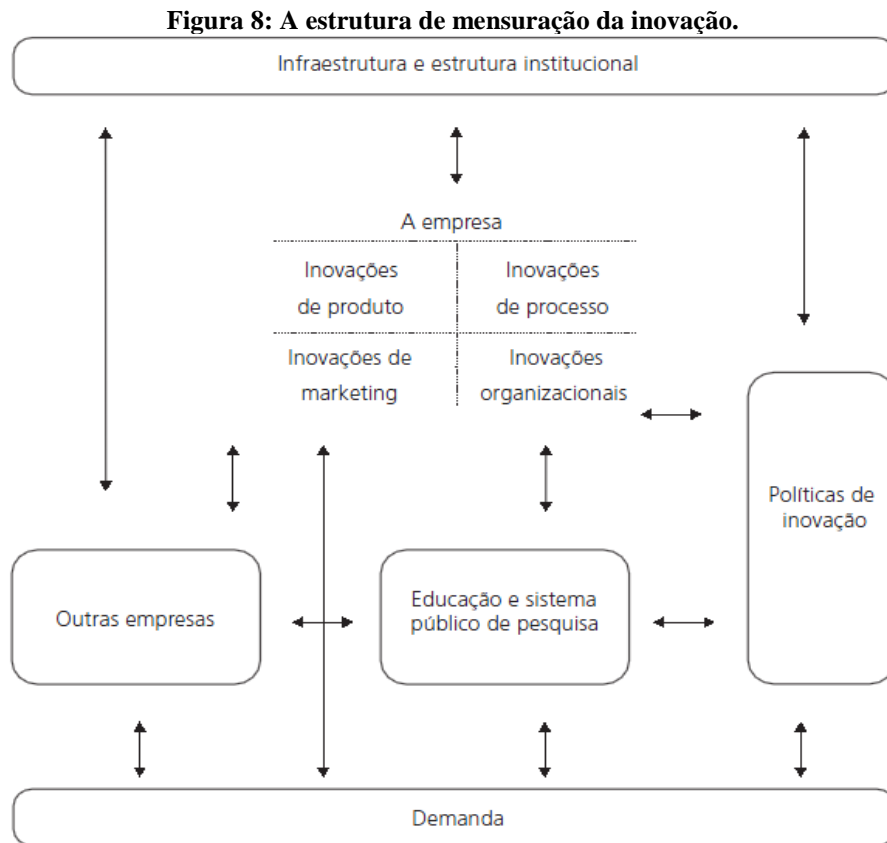 Figura 8: A estrutura de mensuração da inovação.
Infraestrutura e estrutura institucional
A empresa
Inovações
de produto
Inovações
de processo
Inovações de
marketing
Inovações
organizacionais
Políticas de
inovação
Outras empresas
Educação e sistema
público de pesquisa
Demanda